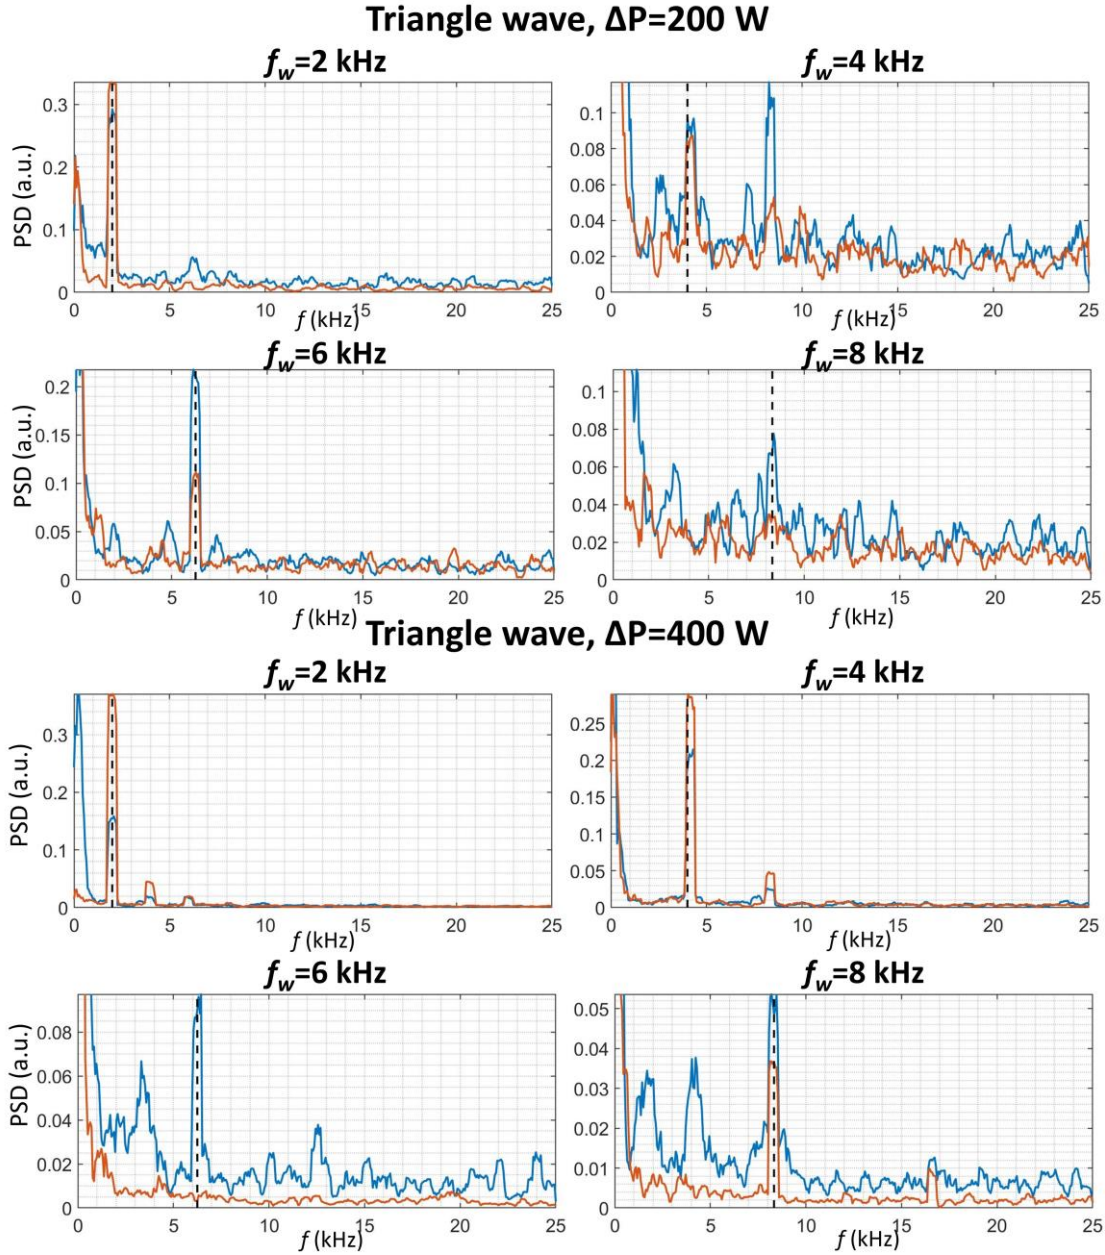 Triangle wave, ΔP=200 W
f_w=2 kHz
f_w=4 kHz
PSD (a.u.)
0.3
0.2
0.1
0
0 5 10 15 20 25
f (kHz)
0.1
0.08
0.06
0.04
0.02
0
0 5 10 15 20 25
f (kHz)
f_w=6 kHz
f_w=8 kHz
PSD (a.u.)
0.2
0.15
0.1
0.05
0
0 5 10 15 20 25
f (kHz)
0.1
0.08
0.06
0.04
0.02
0
0 5 10 15 20 25
f (kHz)
Triangle wave, ΔP=400 W
f_w=2 kHz
f_w=4 kHz
PSD (a.u.)
0.3
0.2
0.1
0
0 5 10 15 20 25
f (kHz)
0.25
0.2
0.15
0.1
0.05
0
0 5 10 15 20 25
f (kHz)
f_w=6 kHz
f_w=8 kHz
PSD (a.u.)
0.08
0.06
0.04
0.02
0
0 5 10 15 20 25
f (kHz)
0.05
0.04
0.03
0.02
0.01
0
0 5 10 15 20 25
f (kHz)